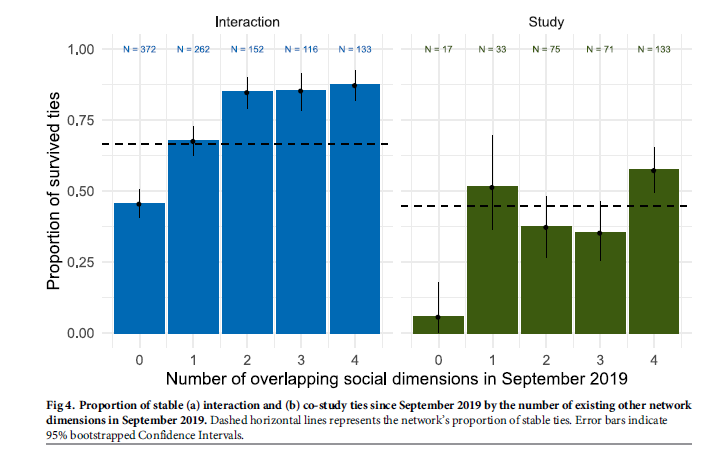 Interaction
Study
N = 372 N = 262 N = 152 N = 116 N = 133
N = 17 N = 33 N = 75 N = 71 N = 133
1.00
0.75
0.50
0.25
0.00
Proportion of survived ties
0 1 2 3 4
0 1 2 3 4
Number of overlapping social dimensions in September 2019
Fig 4. Proportion of stable (a) interaction and (b) co-study ties since September 2019 by the number of existing other network
dimensions in September 2019. Dashed horizontal lines represents the network's proportion of stable ties. Error bars indicate
95% bootstrapped Confidence Intervals.